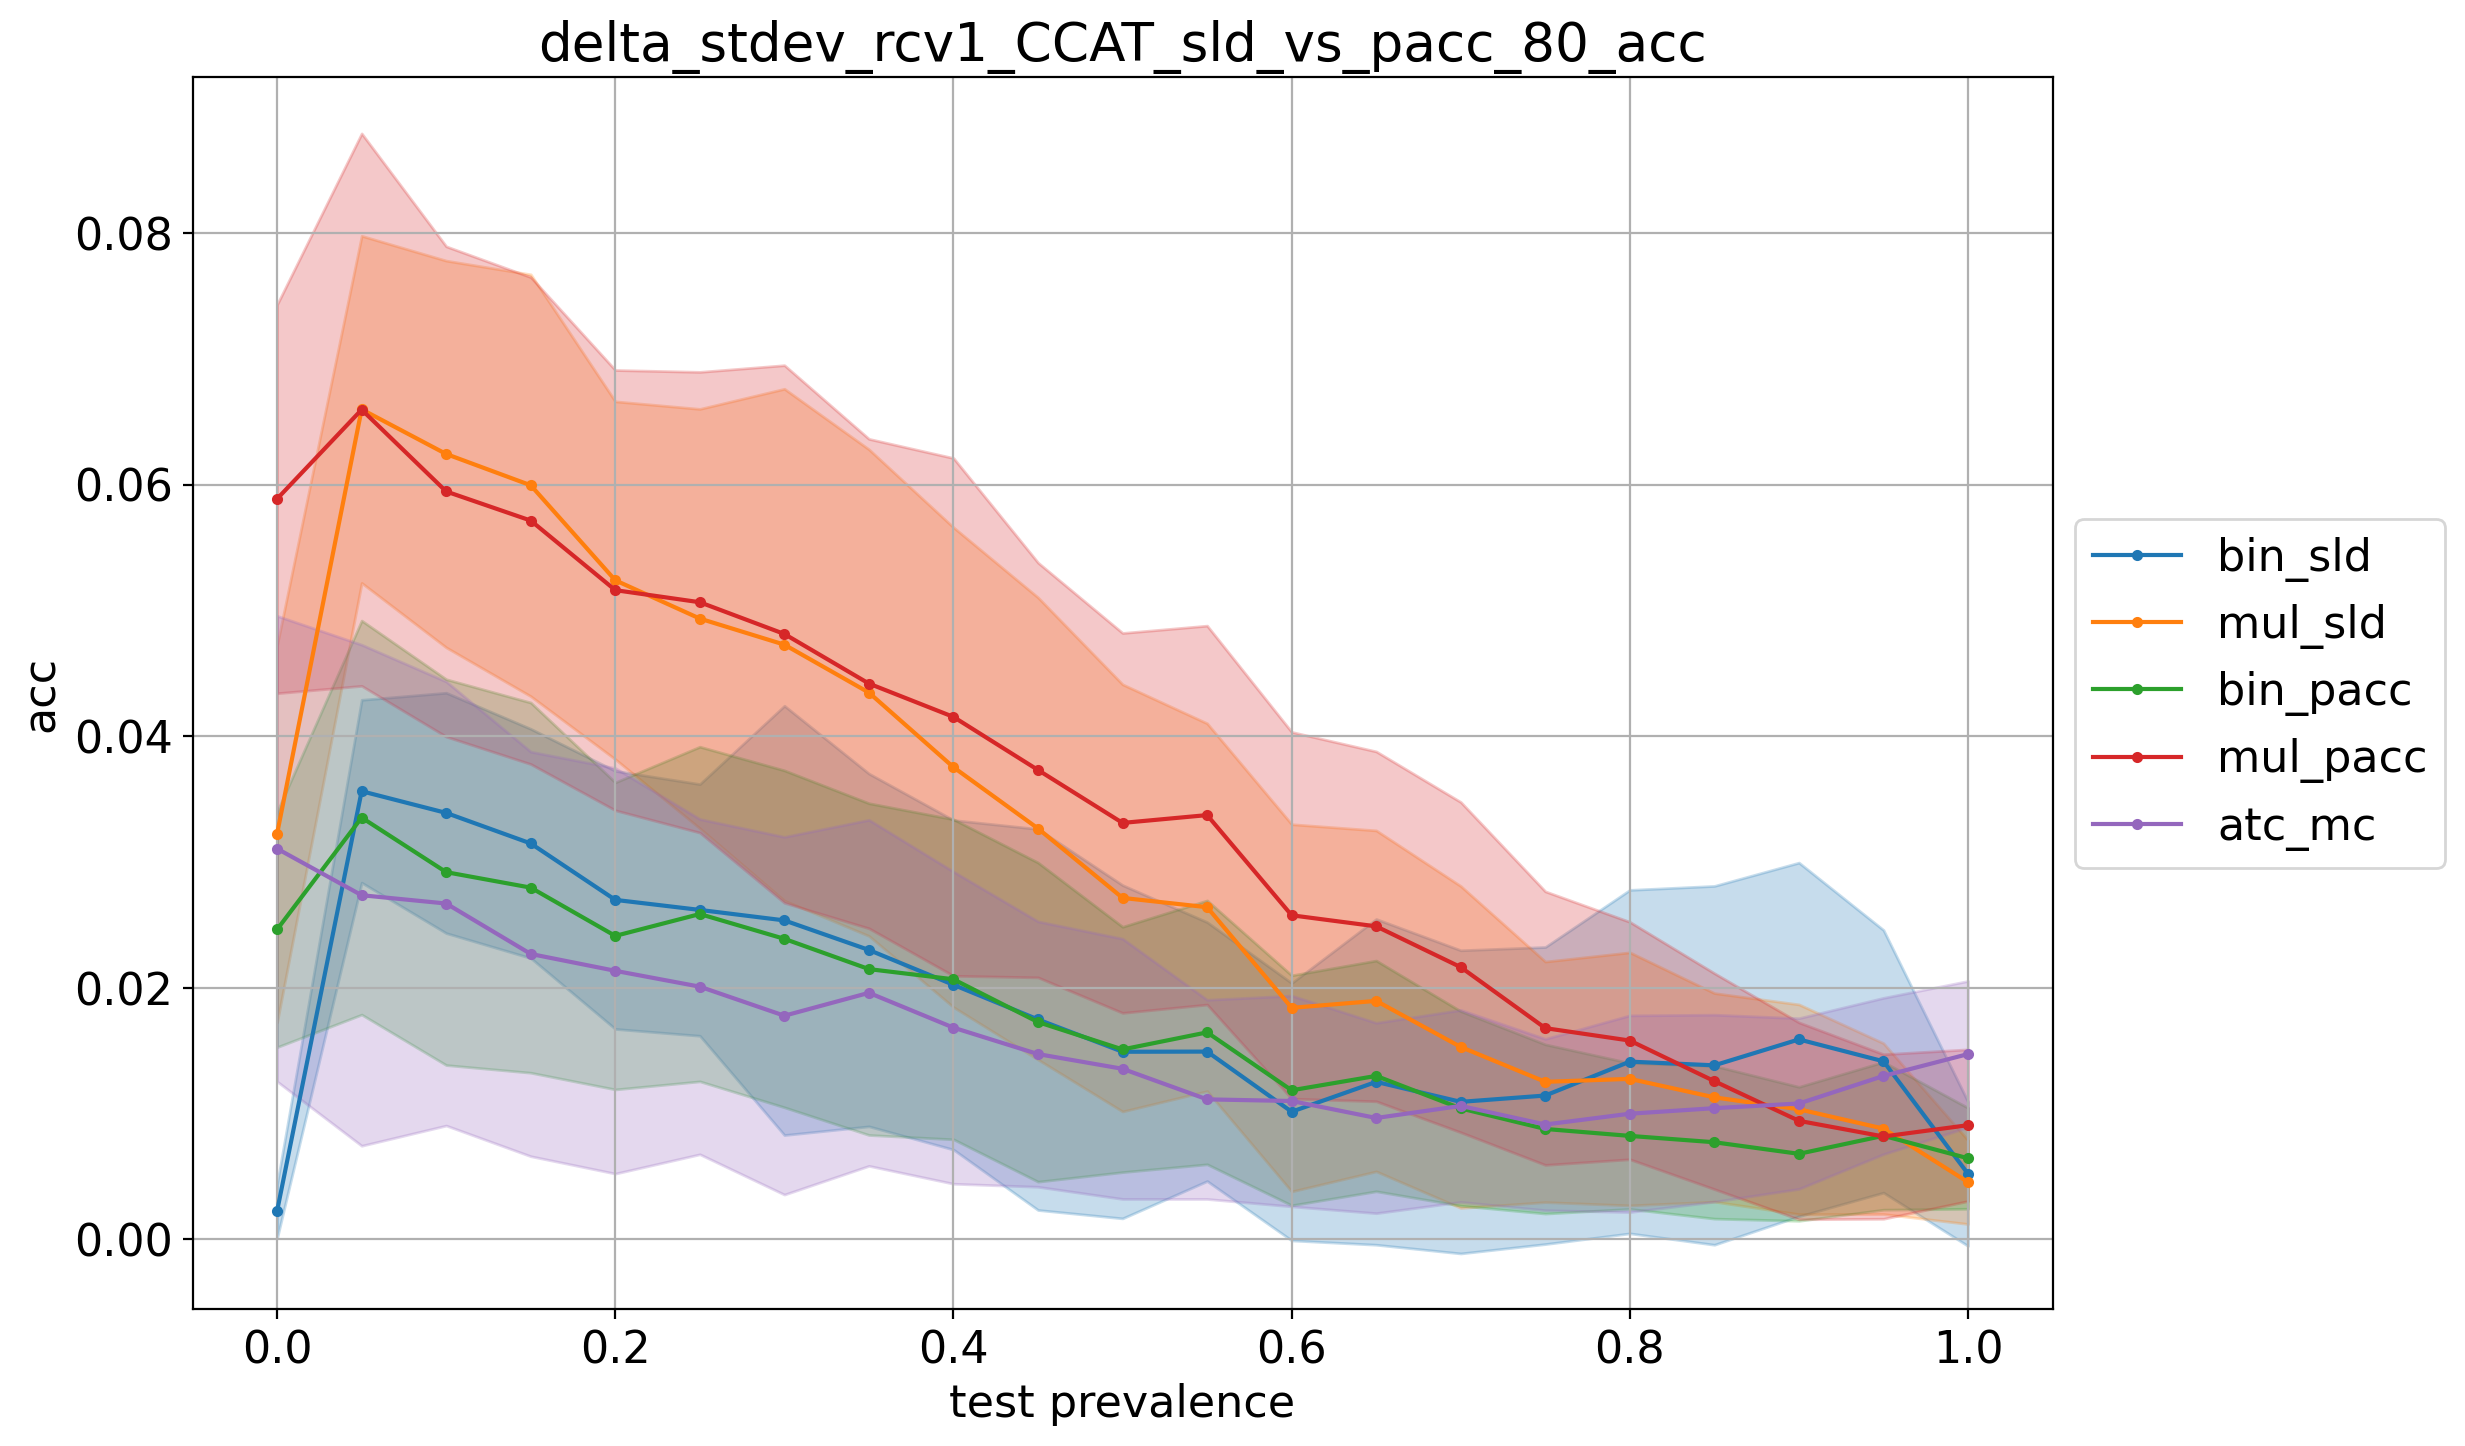 delta_stdev_rcv1_CCAT_sld_vs_pacc_80_acc
0.08
0.06
0.04
0.02
0.00
acc
0.0 0.2 0.4 0.6 0.8 1.0
test prevalence
bin_sld
mul_sld
bin_pacc
mul_pacc
atc_mc